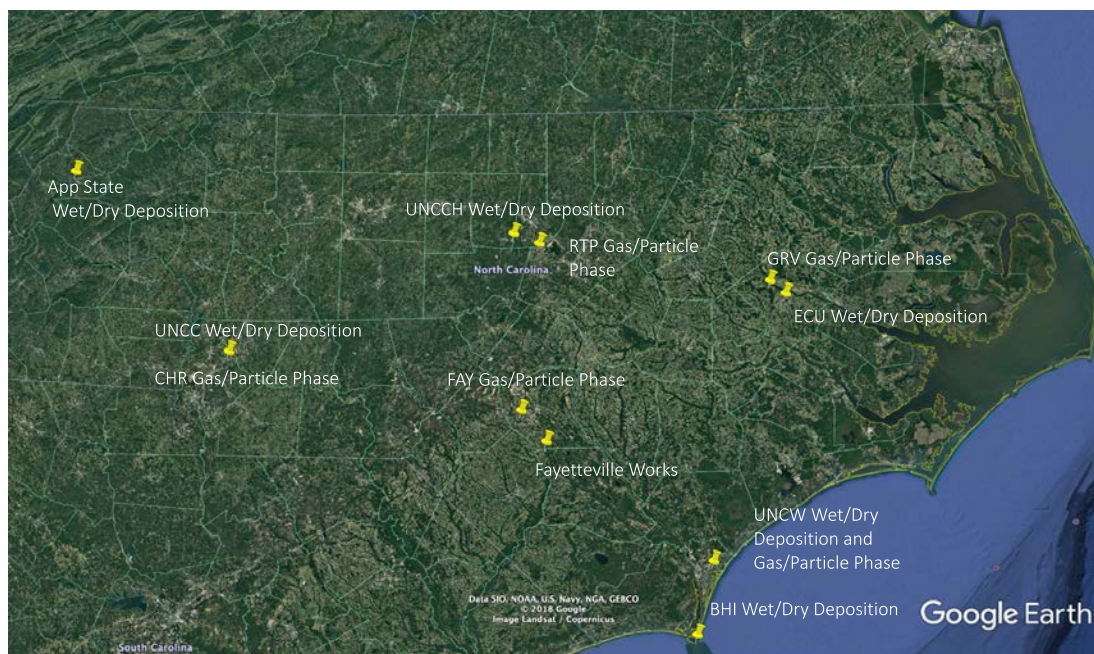 App State
Wet/Dry Deposition
UNCCH Wet/Dry Deposition
RTP Gas/Particle
Phase
North Carolina
GRV Gas/Particle Phase
ECU Wet/Dry Deposition
UNCC Wet/Dry Deposition
CHR Gas/Particle Phase
FAY Gas/Particle Phase
Fayetteville Works
UNCW Wet/Dry
Deposition and
Gas/Particle Phase
BHI Wet/Dry Deposition
Data SIO, NOAA, U.S. Navy, NGA, GEBCO
© 2018 Google
Image Landsat / Copernicus
Google Earth
South Carolina